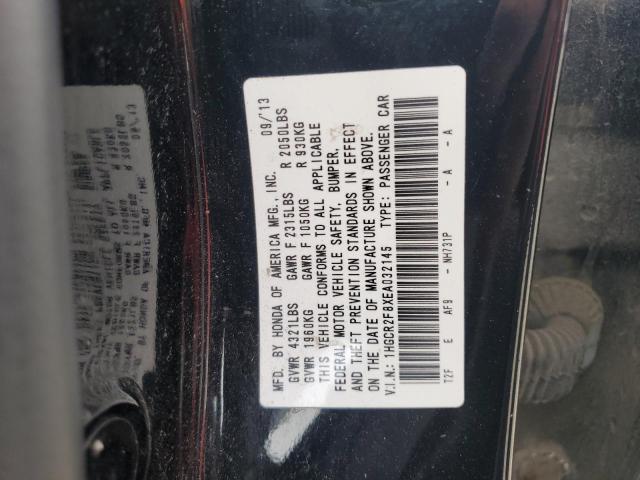 MFD. BY HONDA OF AMERICA MFG., INC. 09/'13
GVWR 4321LBS GAWR F 2315LBS R 2050LBS
GVWR 1960KG GAWR F 1050KG R 930KG
THIS VEHICLE CONFORMS TO ALL APPLICABLE
FEDERAL MOTOR VEHICLE SAFETY, BUMPER,
AND THEFT PREVENTION STANDARDS IN EFFECT
ON THE DATE OF MANUFACTURE SHOWN ABOVE.
V.I.N.: 1HGCR2F8XEA032145 TYPE: PASSENGER CAR
T2F E AF9 - NH731P - A - A